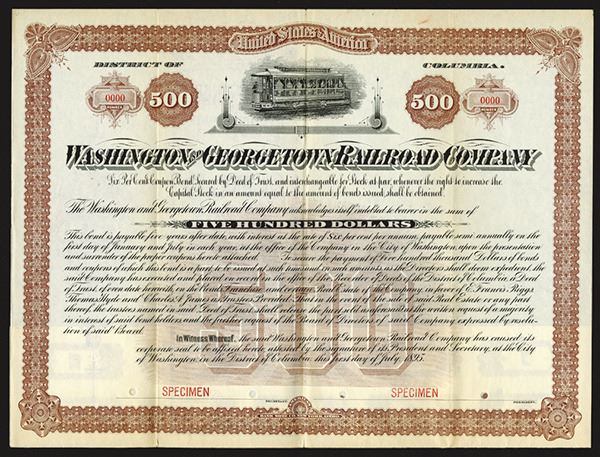 United States of America
DISTRICT OF COLUMBIA.
0000 500 500 0000
NUMBER NUMBER
WASHINGTON AND GEORGETOWN RAILROAD COMPANY
Six Per Cent Coupon Bond Secured by Deed of Trust, and interchangeable for Stock at par, whenever the right to increase the
Capital Stock in an amount equal to the amount of bonds issued, shall be obtained.
The Washington and Georgetown Railroad Company acknowledges itself indebted to bearer in the sum of
FIVE HUNDRED DOLLARS
This bond is payable four years after date, with interest at the rate of Six per cent. per annum, payable semi-annually on the
first day of January and July in each year, at the office of the Company in the City of Washington, upon the presentation
and surrender of the proper coupons hereto attached. To secure the payment of Five hundred Thousand Dollars of bonds
and coupons of which this bond is a part, to be issued at such times and in such amounts as the Directors shall deem expedient, the
said Company has executed and placed on record in the office of the Recorder of Deeds of the District of Columbia, a Deed
of Trust of even date herewith, on the Roads Franchise and certain Real Estate of the Company, in favor of E. Francis Riggs
Thomas Hyde and Charles A. James as Trustees. Provided That in the event of the sale of said Real Estate or any part
thereof, the trustees named in said Deed of Trust shall release the part sold
in interest of said bond holders and the further request of the Board of Directors of said Company expressed by resolu-
tion of said Board.
In Witness Whereof, the said Washington and Georgetown Railroad Company has caused its
corporate seal to be affixed hereto, attested by the signatures of its President and Secretary, at the City
of Washington in the District of Columbia this first day of July, 1895.
SPECIMEN SPECIMEN
SECRETARY. PRESIDENT.